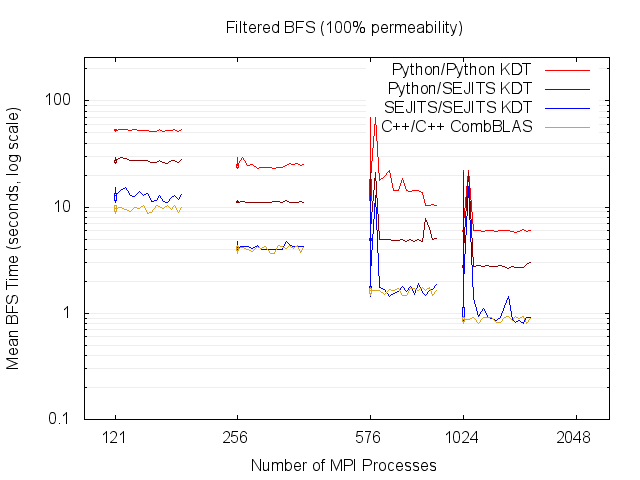 Filtered BFS (100% permeability)
Python/Python KDT
Python/SEJITS KDT
SEJITS/SEJITS KDT
C++/C++ CombBLAS
Mean BFS Time (seconds, log scale)
100
10
1
0.1
121
256
576
1024
2048
Number of MPI Processes